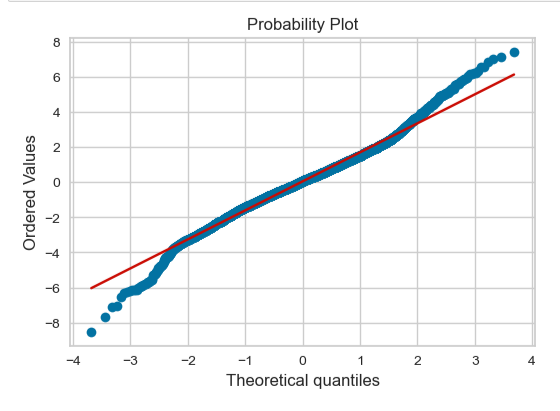 Probability Plot
8
6
4
2
0
−2
−4
−6
−8
Ordered Values
−4 −3 −2 −1 0 1 2 3 4
Theoretical quantiles